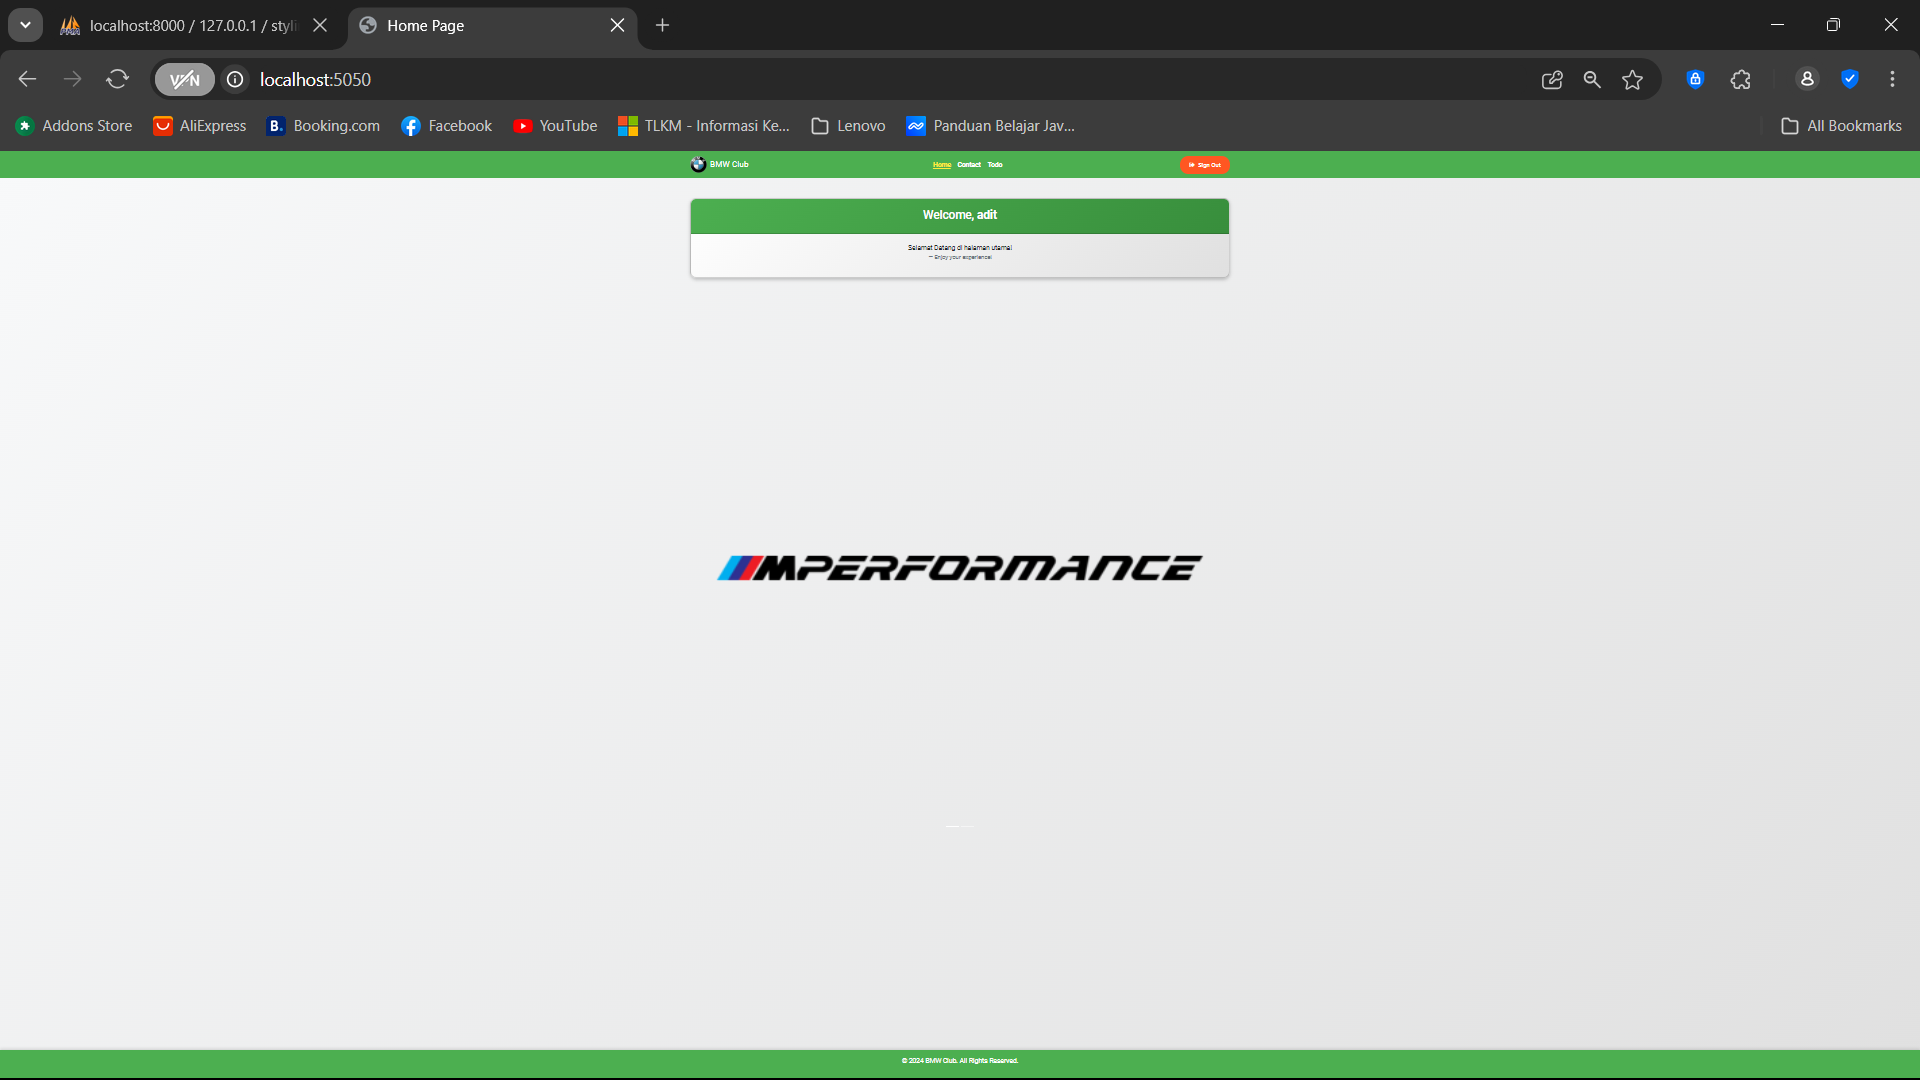 localhost:8000 / 127.0.0.1 / styli
Home Page
VPN
localhost:5050
Addons Store
AliExpress
B.
Booking.com
Facebook
YouTube
TLKM - Informasi Ke...
Lenovo
Panduan Belajar Jav...
All Bookmarks
BMW Club
Home
Contact
Todo
Sign Out
Welcome, adit
Selamat Datang di halaman utama!
— Enjoy your experience!
MPERFORMANCE
© 2024 BMW Club. All Rights Reserved.